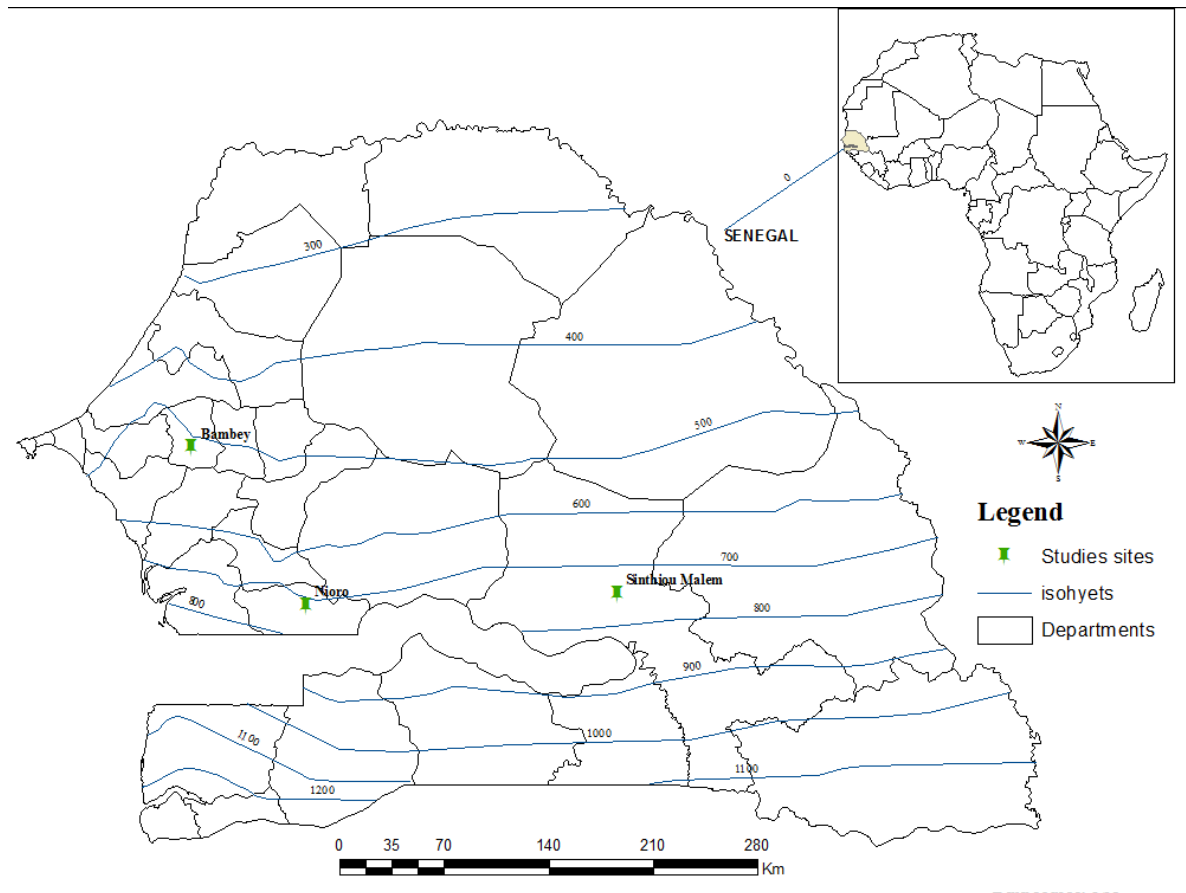 0
SENEGAL
300
400
500
Bambey
600
700
Sinthiou Malem
Nioro
800
800
900
1000
1100
1100
1200
N
W E
S
Legend
Studies sites
isohyets
Departments
0 35 70 140 210 280
Km